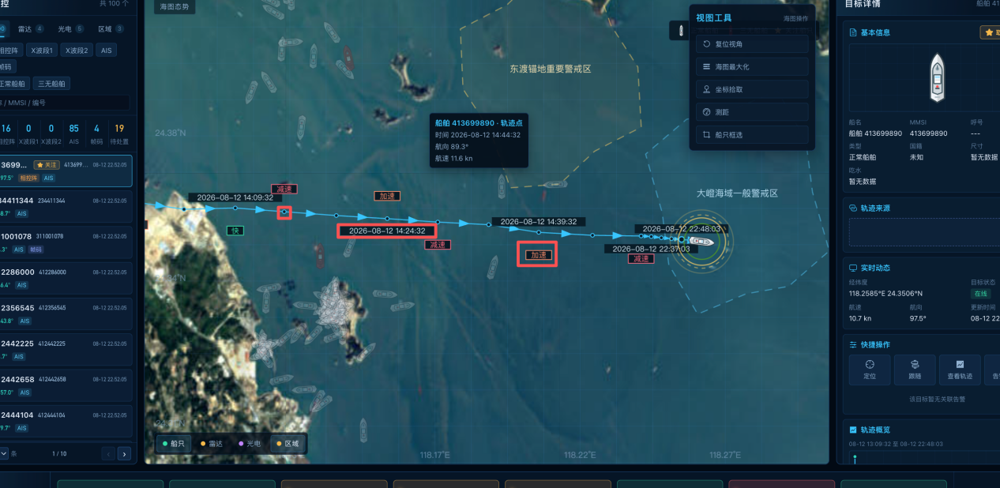 控
共 100 个
雷达 4
光电 5
区域 3
相控阵
X波段1
X波段2
AIS
帧码
正常船舶
三无船舶
/ MMSI / 编号
16
0
0
85
4
19
相控阵
X波段1
X波段2
AIS
帧码
待处置
3699...
关注
41369...
08-12 22:52:05
97.5°
相控阵
AIS
34411344
234411344
08-12 22:52:05
8.7°
AIS
1001078
311001078
08-12 22:52:05
.3°
AIS
帧码
2286000
412286000
08-12 22:52:05
6.4°
AIS
2356545
412356545
08-12 22:52:05
43.8°
AIS
2442225
412442225
08-12 22:52:05
.7°
AIS
2442658
412442658
08-12 22:52:05
57.0°
AIS
2444104
412444104
08-12 22:52:05
9.7°
AIS
条
1 / 10
‹
›
海图态势
东渡锚地重要警戒区
24.38°N
船舶 413699890 · 轨迹点
时间 2026-08-12 14:44:32
航向 89.3°
航速 11.6 kn
大嶝海域一般警戒区
减速
2026-08-12 14:09:32
加速
快
2026-08-12 14:24:32
减速
2026-08-12 14:39:32
加速
2026-08-12 22:48:03
2026-08-12 22:37:03
减速
船只
雷达
光电
区域
118.17°E
118.22°E
118.27°E
视图工具
海图操作
复位视角
海图最大化
坐标拾取
测距
船只框选
目标详情
船舶 41
基本信息
船名
MMSI
呼号
船舶 413699890
413699890
---
类型
国籍
尺寸
正常船舶
未知
暂无数据
吃水
暂无数据
轨迹来源
实时动态
经纬度
目标状态
118.2585°E 24.3506°N
在线
航速
航向
更新时间
10.7 kn
97.5°
08-12 22
快捷操作
定位
跟随
查看轨迹
告
该目标暂无关联告警
轨迹概览
08-12 13:09:32 至 08-12 22:48:03